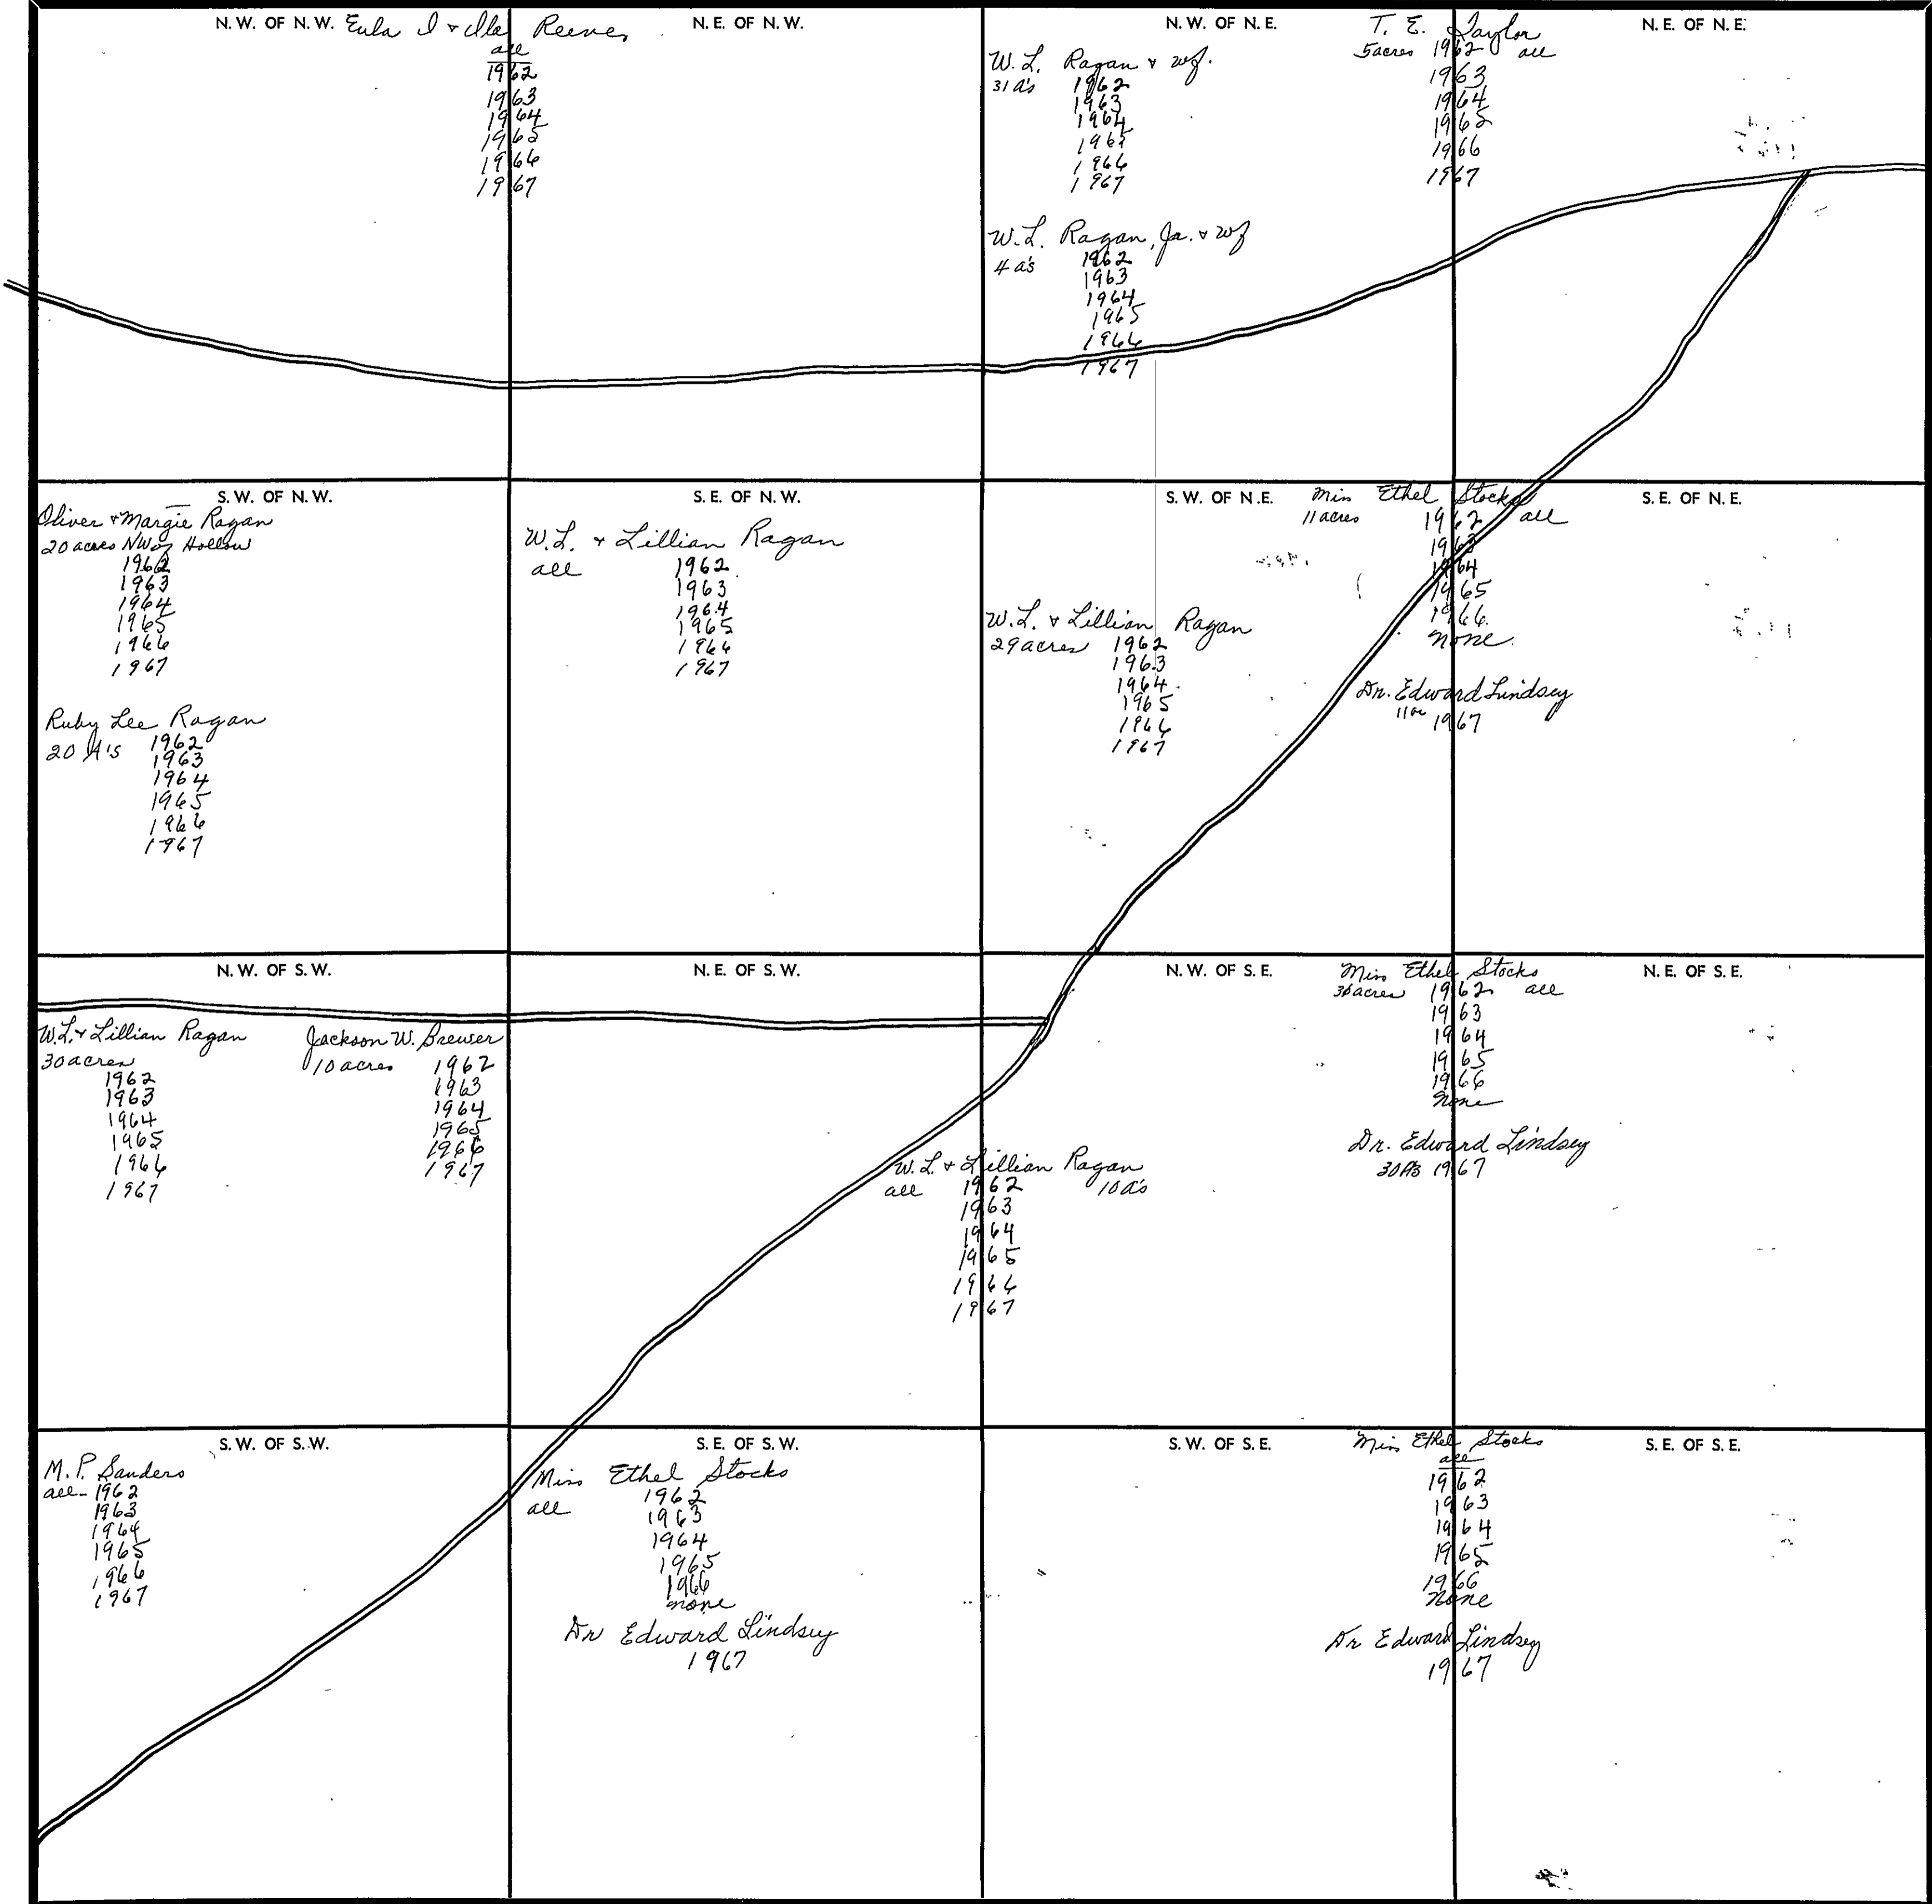 N.W. OF N.W. Eula I & Ila Reeves N.E. OF N.W.
all
1962
1963
1964
1965
1966
1967
N.W. OF N.E.
W.L. Ragan & wf.
31 a's 1962
1963
1964
1965
1966
1967
W.L. Ragan, Jr. & wf
4 a's 1962
1963
1964
1965
1966
1967
T. E. Taylor N.E. OF N.E.
5 acres 1962 all
1963
1964
1965
1966
1967
S.W. OF N.W.
Oliver & Margie Ragan
20 acres NW of Hollow
1962
1963
1964
1965
1966
1967
Ruby Lee Ragan
20 A's 1962
1963
1964
1965
1966
1967
S.E. OF N.W.
W.L. & Lillian Ragan
all 1962
1963
1964
1965
1966
1967
S.W. OF N.E.
W.L. & Lillian Ragan
29 acres 1962
1963
1964
1965
1966
1967
Miss Ethel Stocks S.E. OF N.E.
11 acres 1962 all
1963
1964
1965
1966
none
Dr. Edward Lindsey
11ac 1967
N.W. OF S.W.
W.L. & Lillian Ragan
30 acres
1962
1963
1964
1965
1966
1967
Jackson W. Brewer
10 acres 1962
1963
1964
1965
1966
1967
N.E. OF S.W.
W.L. & Lillian Ragan
all 1962 10 a's
1963
1964
1965
1966
1967
N.W. OF S.E. Miss Ethel Stocks N.E. OF S.E.
30 acres 1962 all
1963
1964
1965
1966
none
Dr. Edward Lindsey
30 A's 1967
S.W. OF S.W.
M.P. Sanders
all - 1962
1963
1964
1965
1966
1967
S.E. OF S.W.
Miss Ethel Stocks
all 1962
1963
1964
1965
1966
none
Dr Edward Lindsey
1967
S.W. OF S.E. Miss Ethel Stocks S.E. OF S.E.
all
1962
1963
1964
1965
1966
None
Dr Edward Lindsey
1967